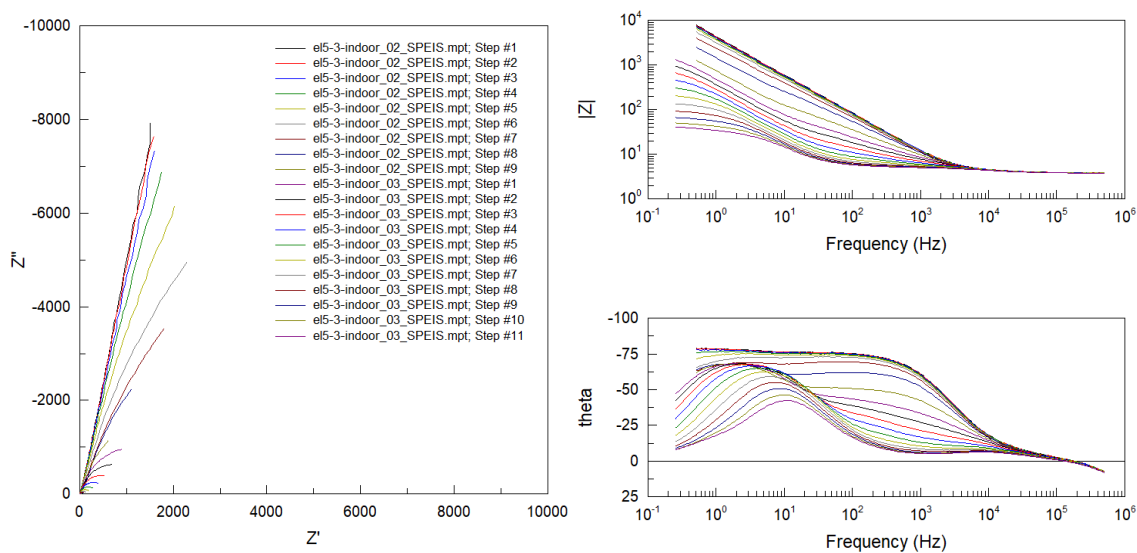 -10000
-8000
-6000
-4000
-2000
0
Z''
0
2000
4000
6000
8000
10000
Z'
el5-3-indoor_02_SPEIS.mpt; Step #1
el5-3-indoor_02_SPEIS.mpt; Step #2
el5-3-indoor_02_SPEIS.mpt; Step #3
el5-3-indoor_02_SPEIS.mpt; Step #4
el5-3-indoor_02_SPEIS.mpt; Step #5
el5-3-indoor_02_SPEIS.mpt; Step #6
el5-3-indoor_02_SPEIS.mpt; Step #7
el5-3-indoor_02_SPEIS.mpt; Step #8
el5-3-indoor_02_SPEIS.mpt; Step #9
el5-3-indoor_03_SPEIS.mpt; Step #1
el5-3-indoor_03_SPEIS.mpt; Step #2
el5-3-indoor_03_SPEIS.mpt; Step #3
el5-3-indoor_03_SPEIS.mpt; Step #4
el5-3-indoor_03_SPEIS.mpt; Step #5
el5-3-indoor_03_SPEIS.mpt; Step #6
el5-3-indoor_03_SPEIS.mpt; Step #7
el5-3-indoor_03_SPEIS.mpt; Step #8
el5-3-indoor_03_SPEIS.mpt; Step #9
el5-3-indoor_03_SPEIS.mpt; Step #10
el5-3-indoor_03_SPEIS.mpt; Step #11
10⁴
10³
10²
10¹
10⁰
|Z|
10⁻¹ 10⁰ 10¹ 10² 10³ 10⁴ 10⁵ 10⁶
Frequency (Hz)
-100
-75
-50
-25
0
25
theta
10⁻¹ 10⁰ 10¹ 10² 10³ 10⁴ 10⁵ 10⁶
Frequency (Hz)